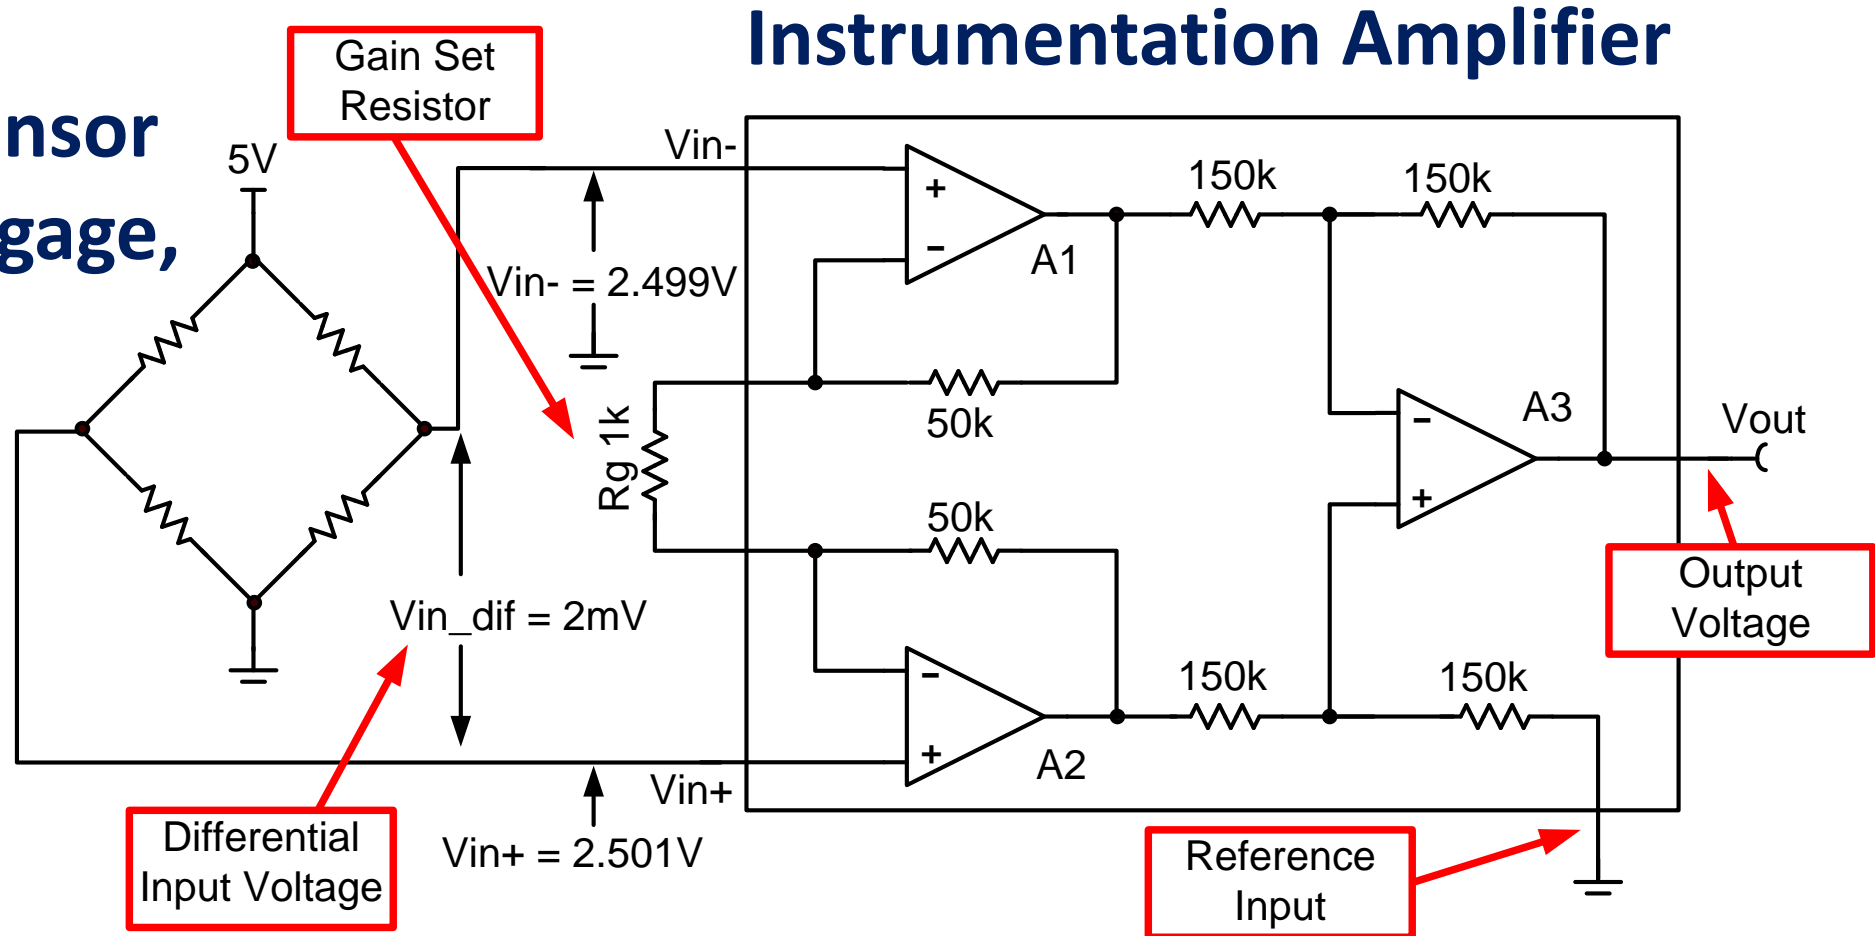 Instrumentation Amplifier
Gain Set
Resistor
nsor
gage,
5V
Vin-
Vin- = 2.499V
150k
150k
+
-
A1
50k
Rg 1k
50k
A3
-
+
Vout
Output
Voltage
Vin_dif = 2mV
-
+
A2
150k
150k
Vin+
Vin+ = 2.501V
Differential
Input Voltage
Reference
Input